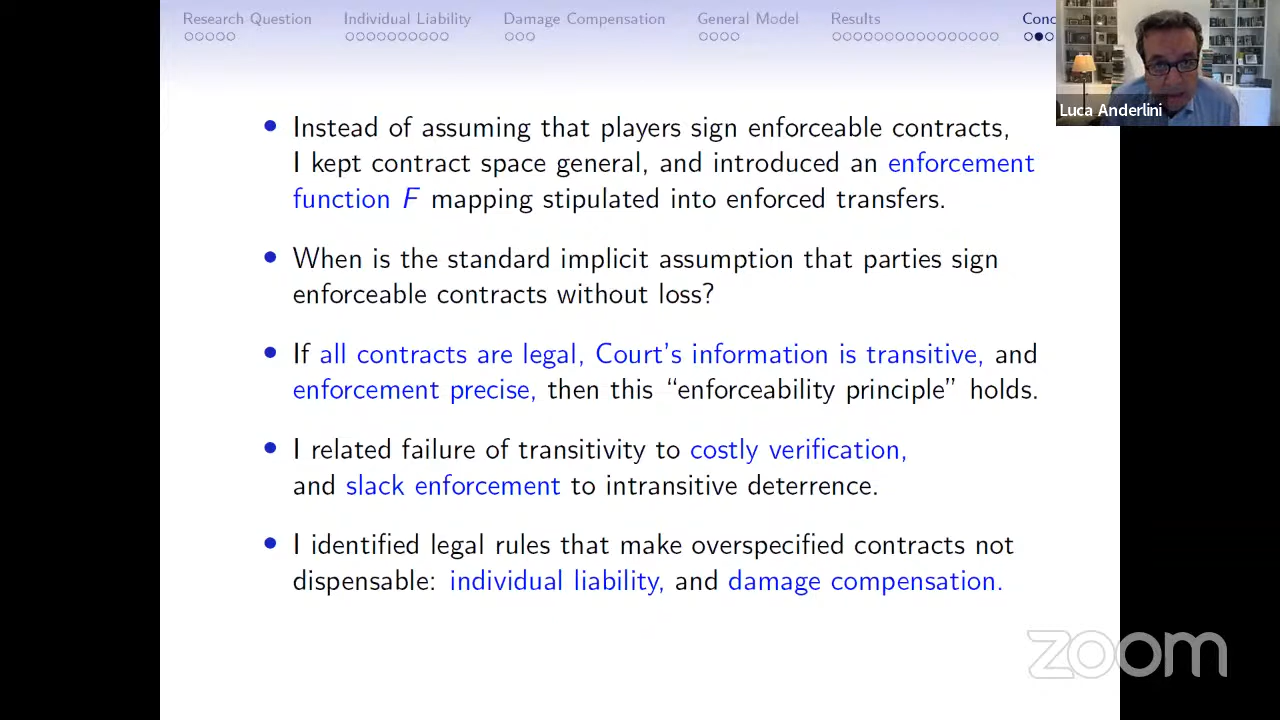 Research Question Individual Liability Damage Compensation General Model Results Conc
Luca Anderlini
Instead of assuming that players sign enforceable contracts,
I kept contract space general, and introduced an enforcement
function F mapping stipulated into enforced transfers.
When is the standard implicit assumption that parties sign
enforceable contracts without loss?
If all contracts are legal, Court's information is transitive, and
enforcement precise, then this “enforceability principle” holds.
I related failure of transitivity to costly verification,
and slack enforcement to intransitive deterrence.
I identified legal rules that make overspecified contracts not
dispensable: individual liability, and damage compensation.
zoom